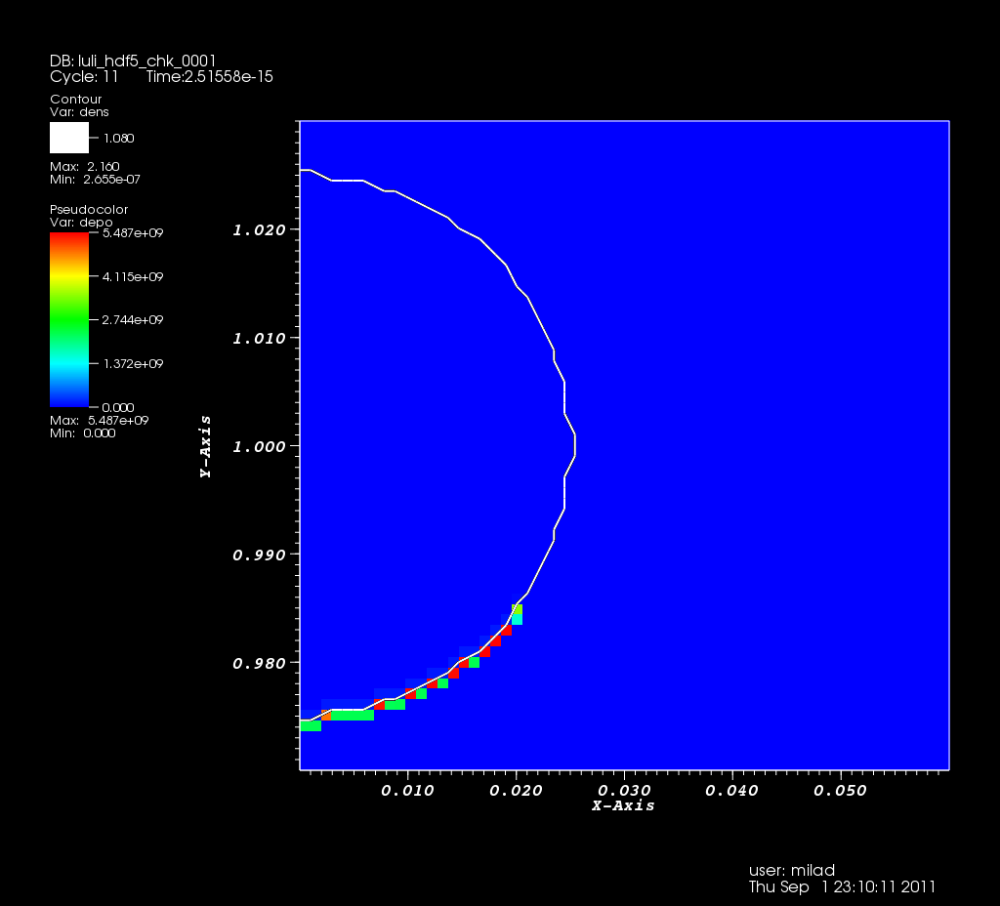 DB: luli_hdf5_chk_0001
Cycle: 11 Time:2.51558e-15
Contour
Var: dens
1.080
Max: 2.160
Min: 2.655e-07
Pseudocolor
Var: depo
5.487e+09
4.115e+09
2.744e+09
1.372e+09
0.000
Max: 5.487e+09
Min: 0.000
Y-Axis
1.020
1.010
1.000
0.990
0.980
0.010 0.020 0.030 0.040 0.050
X-Axis
user: milad
Thu Sep 1 23:10:11 2011